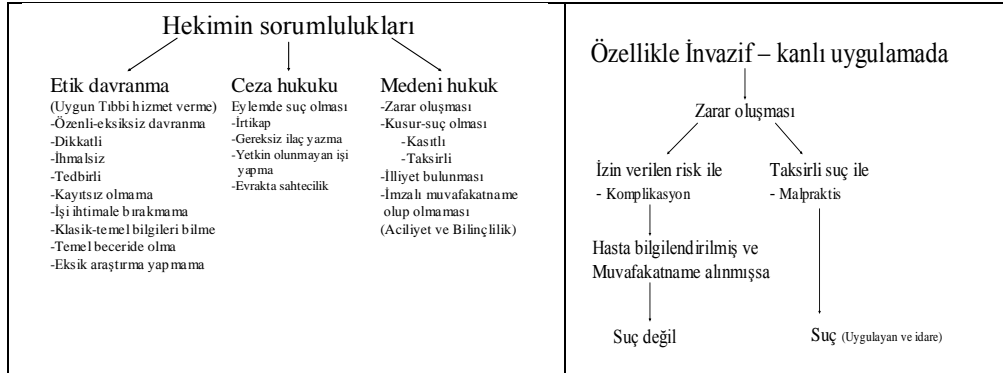 Hekimin sorumlulukları
Etik davranma
(Uygun Tıbbi hizmet verme)
-Özenli-eksiksiz davranma
-Dikkatli
-İhmalsiz
-Tedbirli
-Kayıtsız olmama
-İşi ihtimale bırakmama
-Klasik-temel bilgileri bilme
-Temel beceride olma
-Eksik araştırma yapmama
Ceza hukuku
Eylemde suç olması
-İrtikap
-Gereksiz ilaç yazma
-Yetkin olunmayan işi
yapma
-Evrakta sahtecilik
Medeni hukuk
-Zarar oluşması
-Kusur-suç olması
-Kasıtlı
-Taksirli
-İlliyet bulunması
-İmzalı muvafakatname
olup olmaması
(Aciliyet ve Bilinçlilik)
Özellikle İnvazif – kanlı uygulamada
Zarar oluşması
İzin verilen risk ile
- Komplikasyon
Hasta bilgilendirilmiş ve
Muvafakatname alınmışsa
Suç değil
Taksirli suç ile
- Malpraktis
Suç (Uygulayan ve idare)